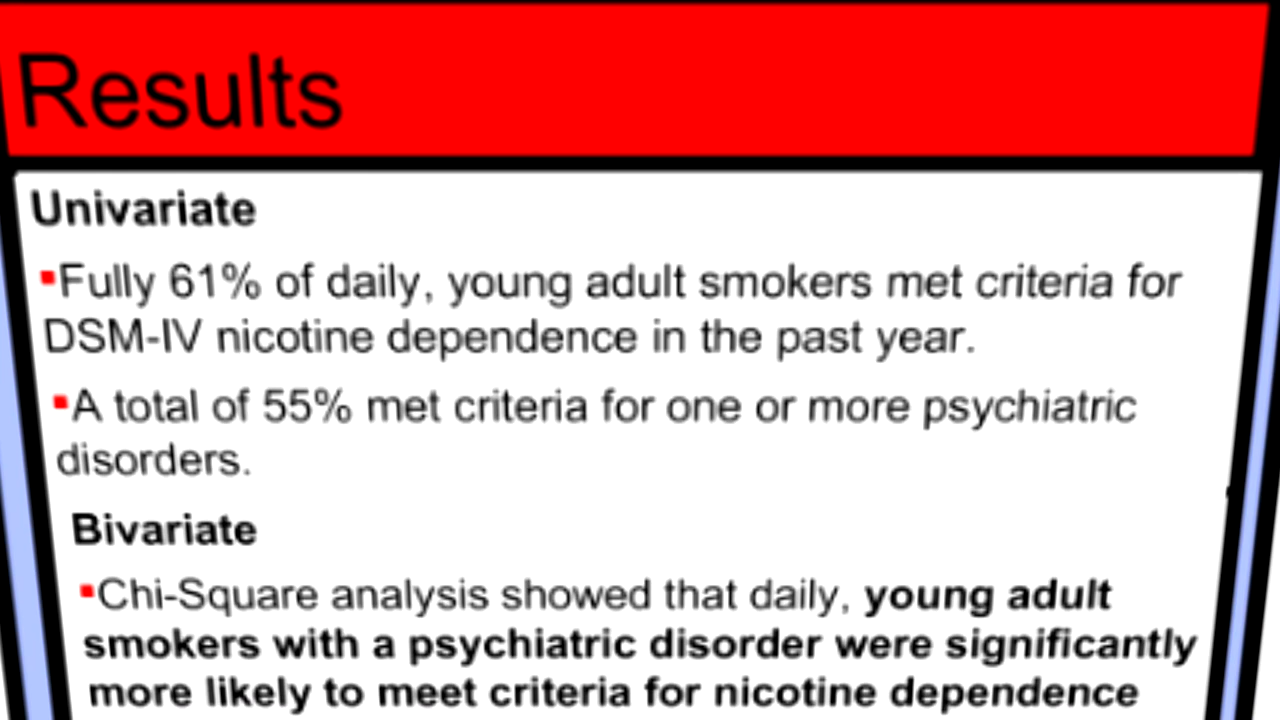 Results
Univariate
▪Fully 61% of daily, young adult smokers met criteria for
DSM-IV nicotine dependence in the past year.
▪A total of 55% met criteria for one or more psychiatric
disorders.
Bivariate
▪Chi-Square analysis showed that daily, young adult
smokers with a psychiatric disorder were significantly
more likely to meet criteria for nicotine dependence